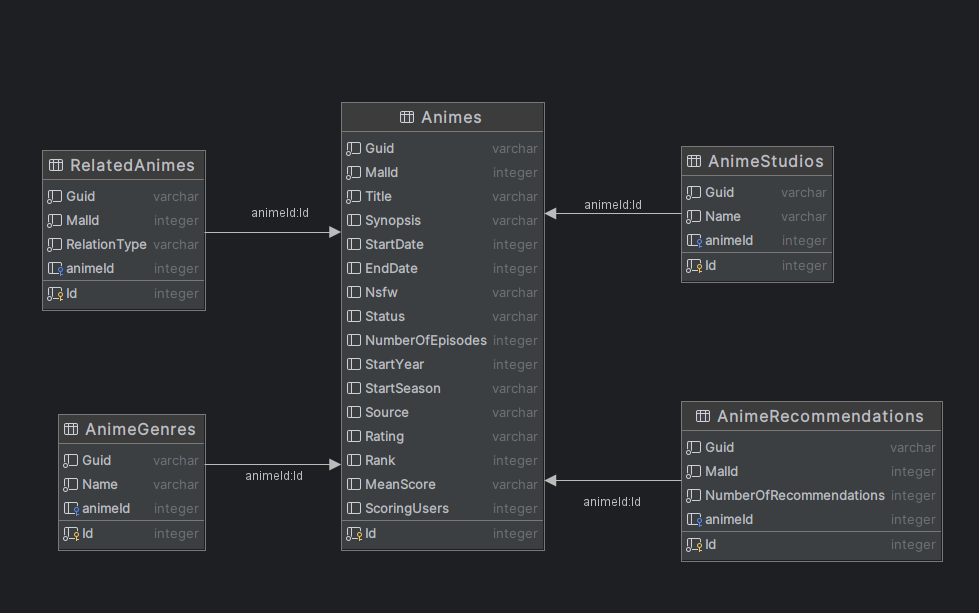 RelatedAnimes
Guid varchar
MalId integer
RelationType varchar
animeId integer
Id integer
animeId:Id
AnimeGenres
Guid varchar
Name varchar
animeId integer
Id integer
animeId:Id
Animes
Guid varchar
MalId integer
Title varchar
Synopsis varchar
StartDate integer
EndDate integer
Nsfw varchar
Status varchar
NumberOfEpisodes integer
StartYear integer
StartSeason varchar
Source varchar
Rating varchar
Rank integer
MeanScore varchar
ScoringUsers integer
Id integer
animeId:Id
AnimeStudios
Guid varchar
Name varchar
animeId integer
Id integer
animeId:Id
AnimeRecommendations
Guid varchar
MalId integer
NumberOfRecommendations integer
animeId integer
Id integer